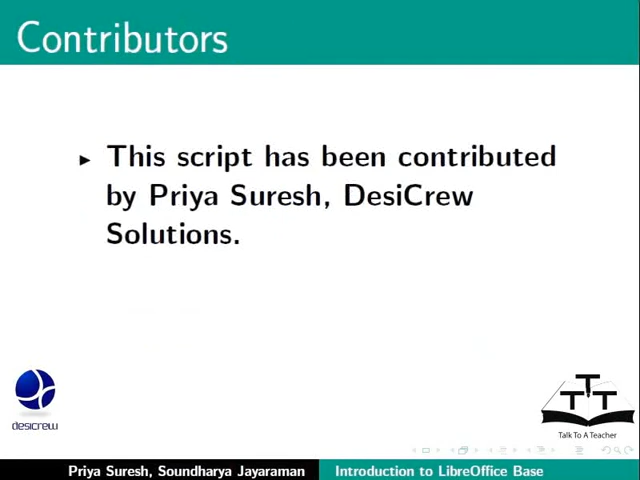 Contributors
This script has been contributed
by Priya Suresh, DesiCrew
Solutions.
desicrew
T T T
Talk To A Teacher
Priya Suresh, Soundharya Jayaraman
Introduction to LibreOffice Base